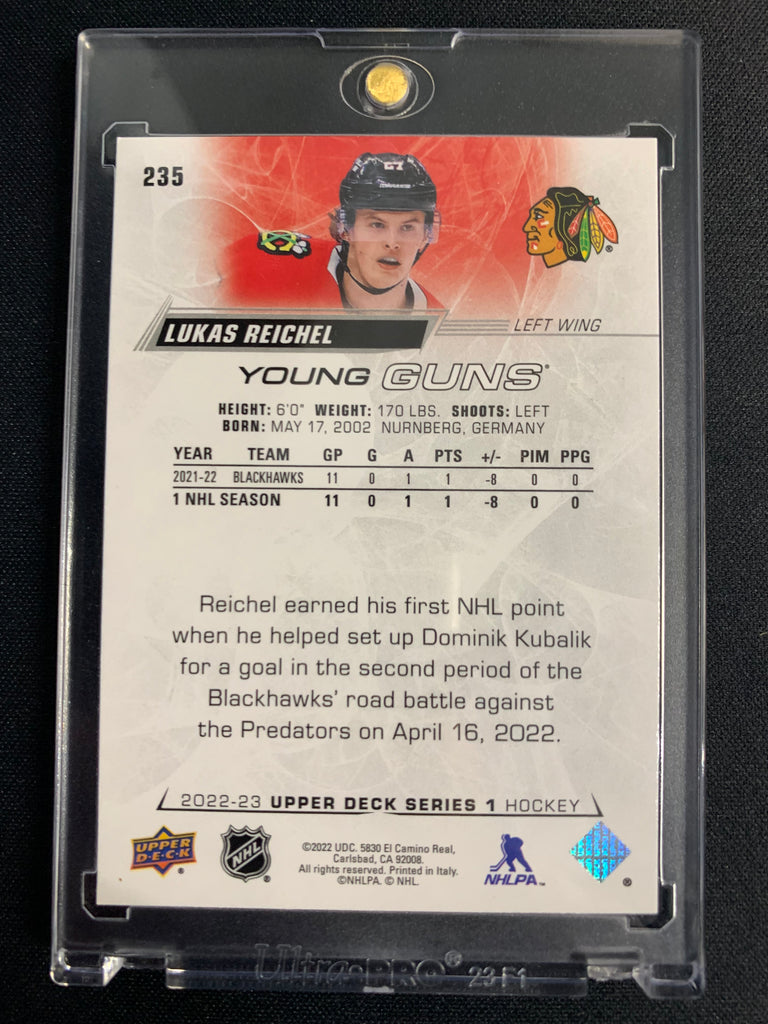 235
LUKAS REICHEL
LEFT WING
YOUNG GUNS®
HEIGHT: 6'0" WEIGHT: 170 LBS. SHOOTS: LEFT
BORN: MAY 17, 2002 NURNBERG, GERMANY
YEAR TEAM GP G A PTS +/- PIM PPG
2021-22 BLACKHAWKS 11 0 1 1 -8 0 0
1 NHL SEASON 11 0 1 1 -8 0 0
Reichel earned his first NHL point
when he helped set up Dominik Kubalik
for a goal in the second period of the
Blackhawks' road battle against
the Predators on April 16, 2022.
2022-23 UPPER DECK SERIES 1 HOCKEY
UPPER
D·E·C·K
NHL
©2022 UDC. 5830 El Camino Real,
Carlsbad, CA 92008.
All rights reserved. Printed in Italy.
©NHLPA. © NHL.
NHLPA™
Ultra·PRO® 23-F1